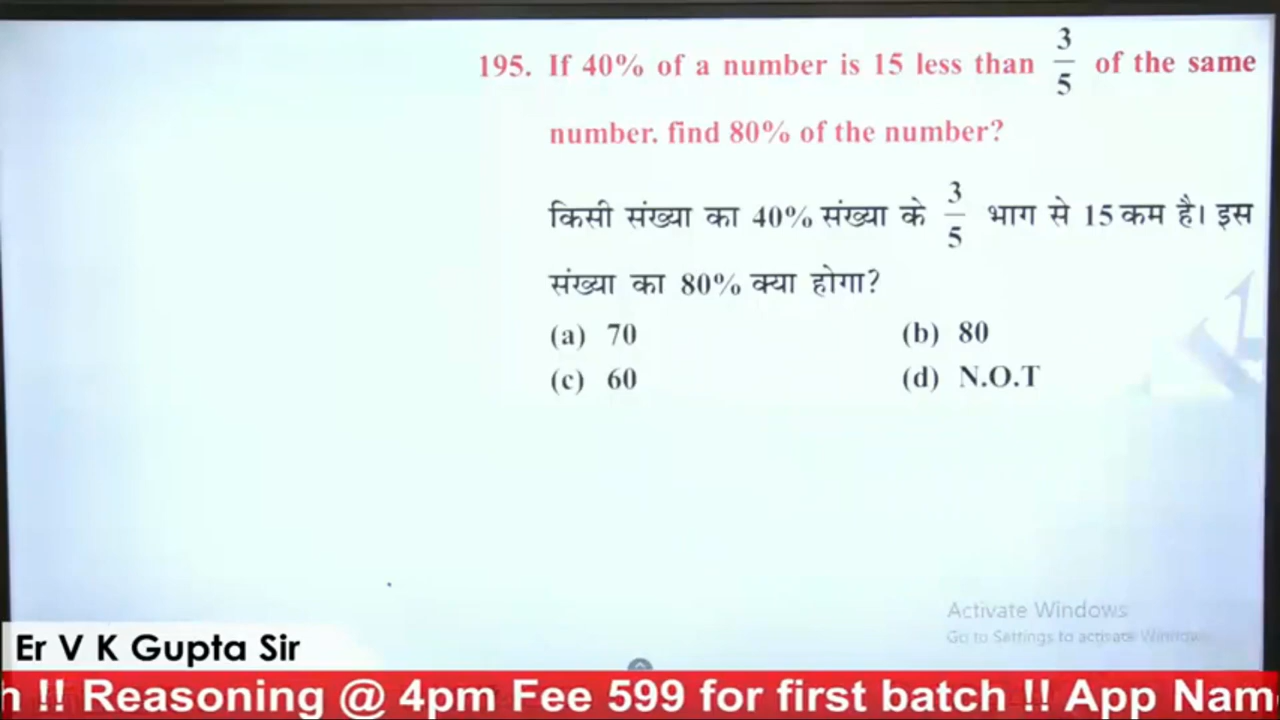 195. If 40% of a number is 15 less than 3/5 of the same
number. find 80% of the number?
किसी संख्या का 40% संख्या के 3/5 भाग से 15 कम है। इस
संख्या का 80% क्या होगा?
(a) 70 (b) 80
(c) 60 (d) N.O.T
Activate Windows
Go to Settings to activate Windows
Er V K Gupta Sir
h !! Reasoning @ 4pm Fee 599 for first batch !! App Nam